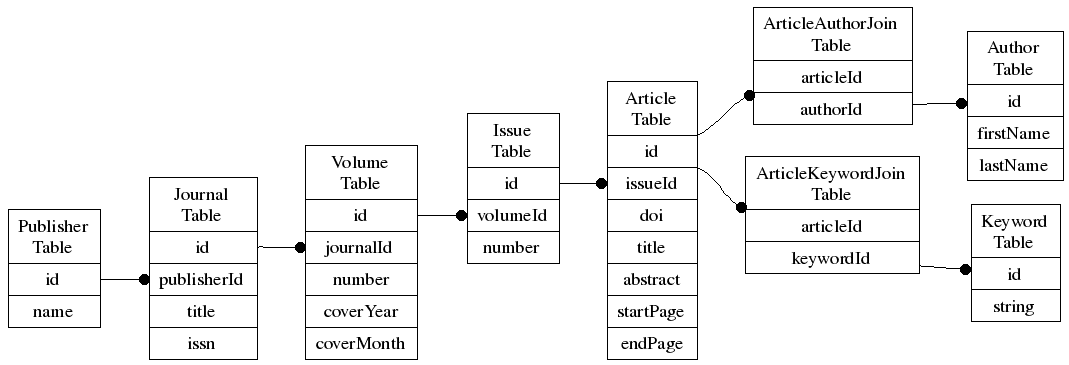 Publisher
Table
id
name
Journal
Table
id
publisherId
title
issn
Volume
Table
id
journalId
number
coverYear
coverMonth
Issue
Table
id
volumeId
number
Article
Table
id
issueId
doi
title
abstract
startPage
endPage
ArticleAuthorJoin
Table
articleId
authorId
ArticleKeywordJoin
Table
articleId
keywordId
Author
Table
id
firstName
lastName
Keyword
Table
id
string